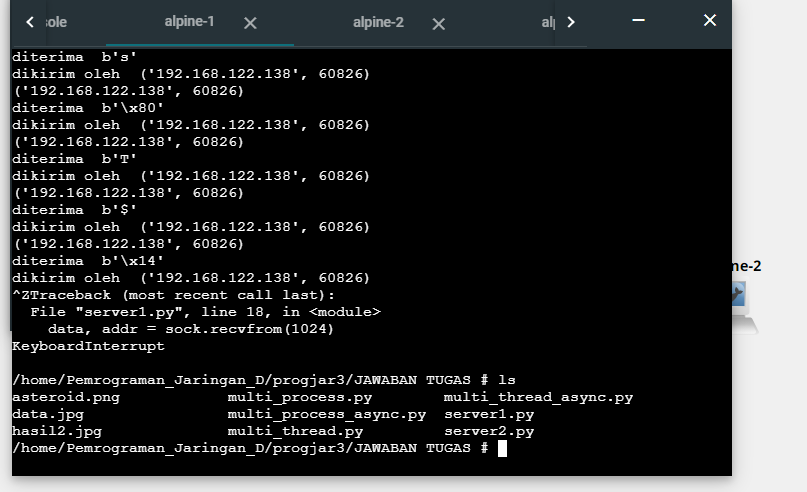 ole alpine-1 alpine-2 al
diterima  b's'
dikirim oleh  ('192.168.122.138', 60826)
('192.168.122.138', 60826)
diterima  b'\x80'
dikirim oleh  ('192.168.122.138', 60826)
('192.168.122.138', 60826)
diterima  b'T'
dikirim oleh  ('192.168.122.138', 60826)
('192.168.122.138', 60826)
diterima  b'$'
dikirim oleh  ('192.168.122.138', 60826)
('192.168.122.138', 60826)
diterima  b'\x14'
dikirim oleh  ('192.168.122.138', 60826)
^ZTraceback (most recent call last):
  File "server1.py", line 18, in <module>
    data, addr = sock.recvfrom(1024)
KeyboardInterrupt
/home/Pemrograman_Jaringan_D/progjar3/JAWABAN TUGAS # ls
asteroid.png            multi_process.py        multi_thread_async.py
data.jpg                multi_process_async.py  server1.py
hasil2.jpg              multi_thread.py         server2.py
/home/Pemrograman_Jaringan_D/progjar3/JAWABAN TUGAS #
ne-2